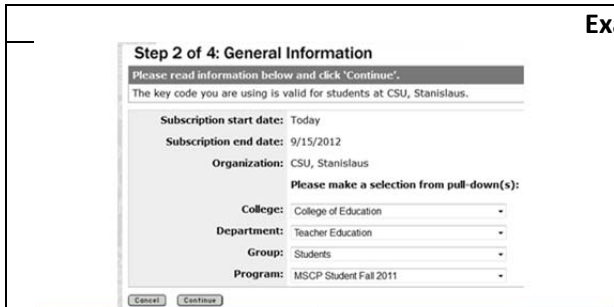 Exa
Step 2 of 4: General Information
Please read information below and click 'Continue'.
The key code you are using is valid for students at CSU, Stanislaus.
Subscription start date: Today
Subscription end date: 9/15/2012
Organization: CSU, Stanislaus
Please make a selection from pull-down(s):
College: College of Education
Department: Teacher Education
Group: Students
Program: MSCP Student Fall 2011
Cancel Continue